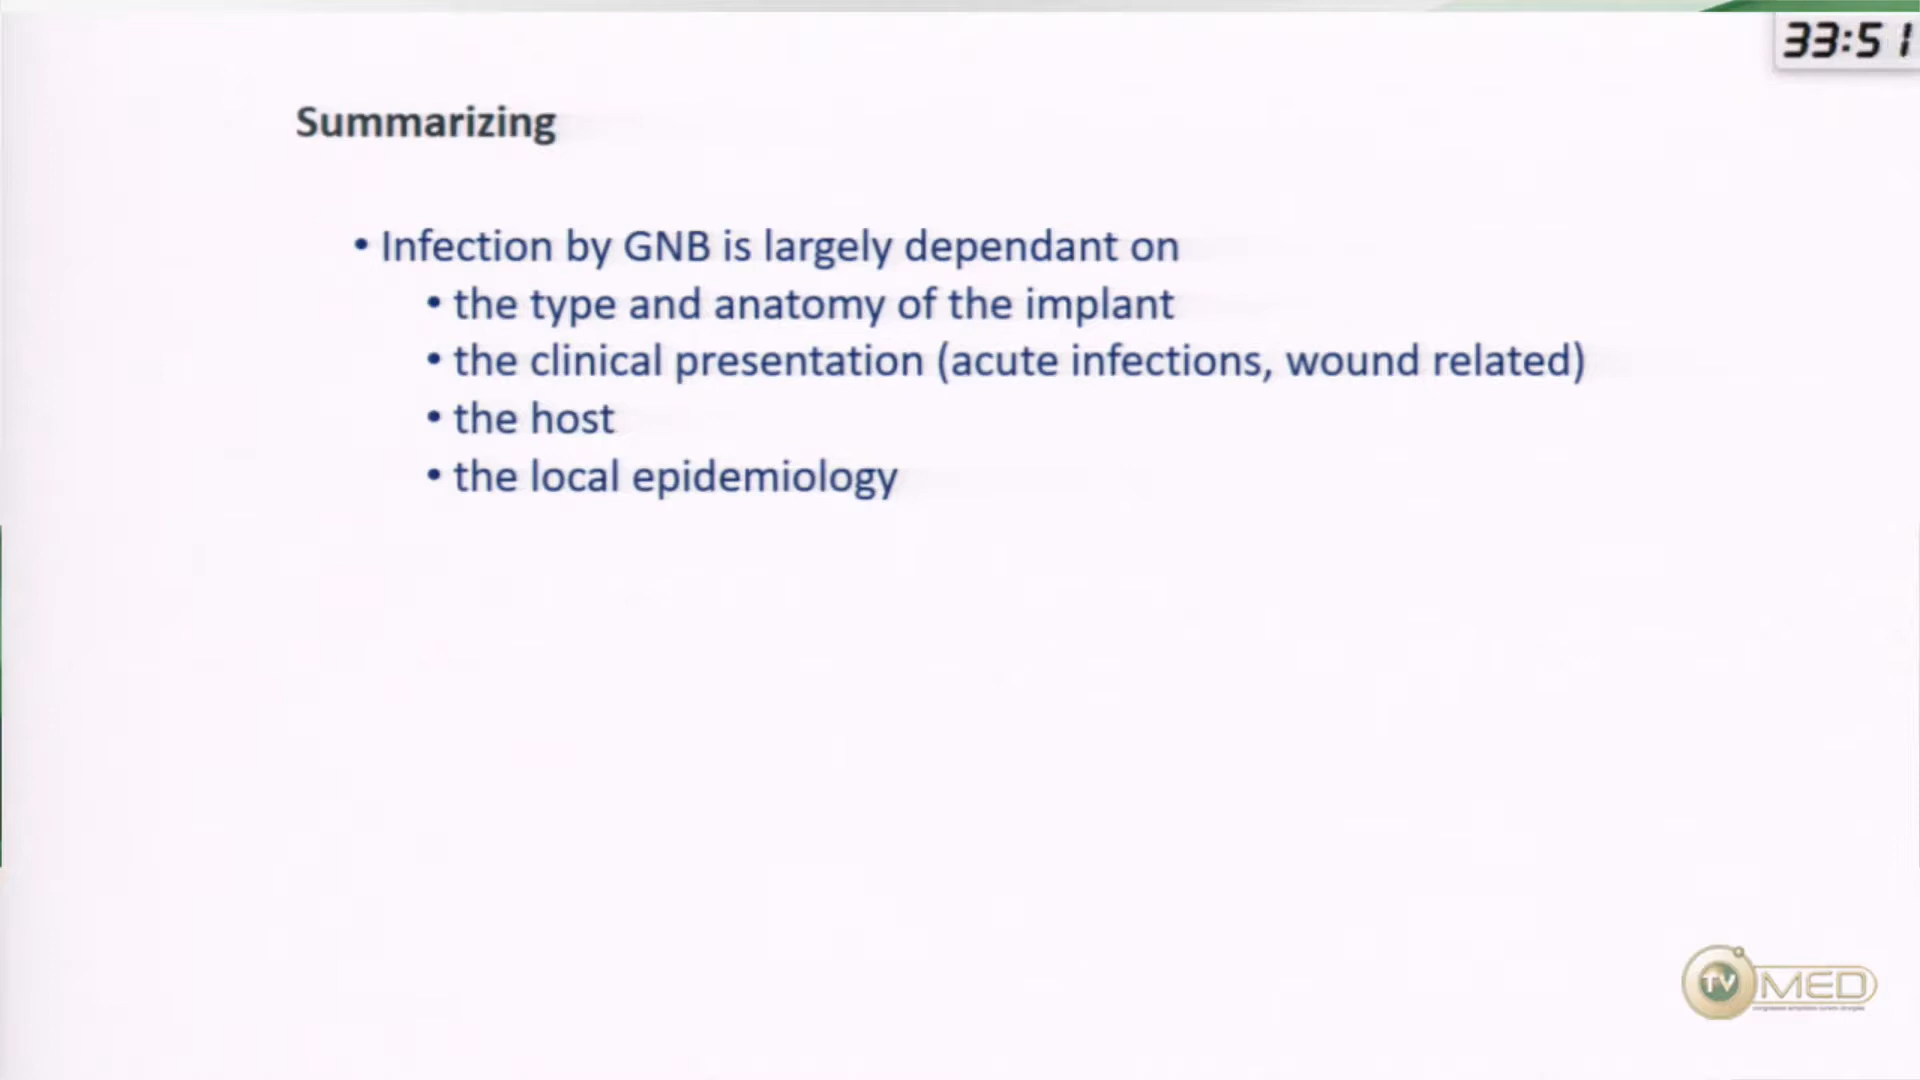 33:51
Summarizing
• Infection by GNB is largely dependant on
• the type and anatomy of the implant
• the clinical presentation (acute infections, wound related)
• the host
• the local epidemiology
TV MED